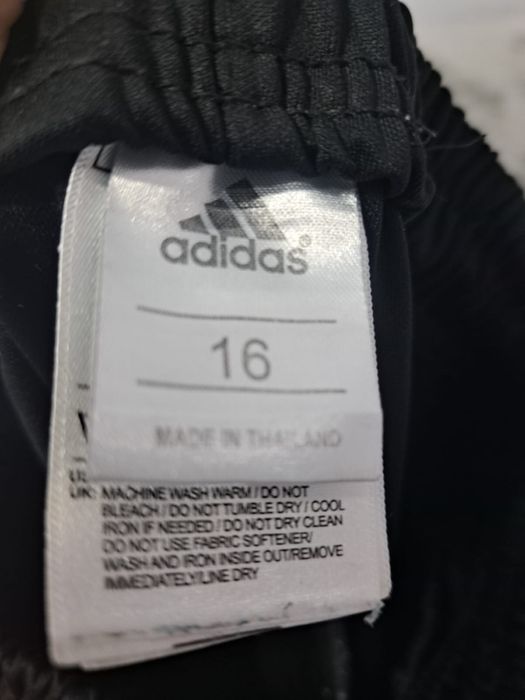 adidas®
16
MADE IN THAILAND
UK: MACHINE WASH WARM / DO NOT
BLEACH / DO NOT TUMBLE DRY / COOL
IRON IF NEEDED / DO NOT DRY CLEAN
DO NOT USE FABRIC SOFTENER/
WASH AND IRON INSIDE OUT/REMOVE
IMMEDIATELY/LINE DRY